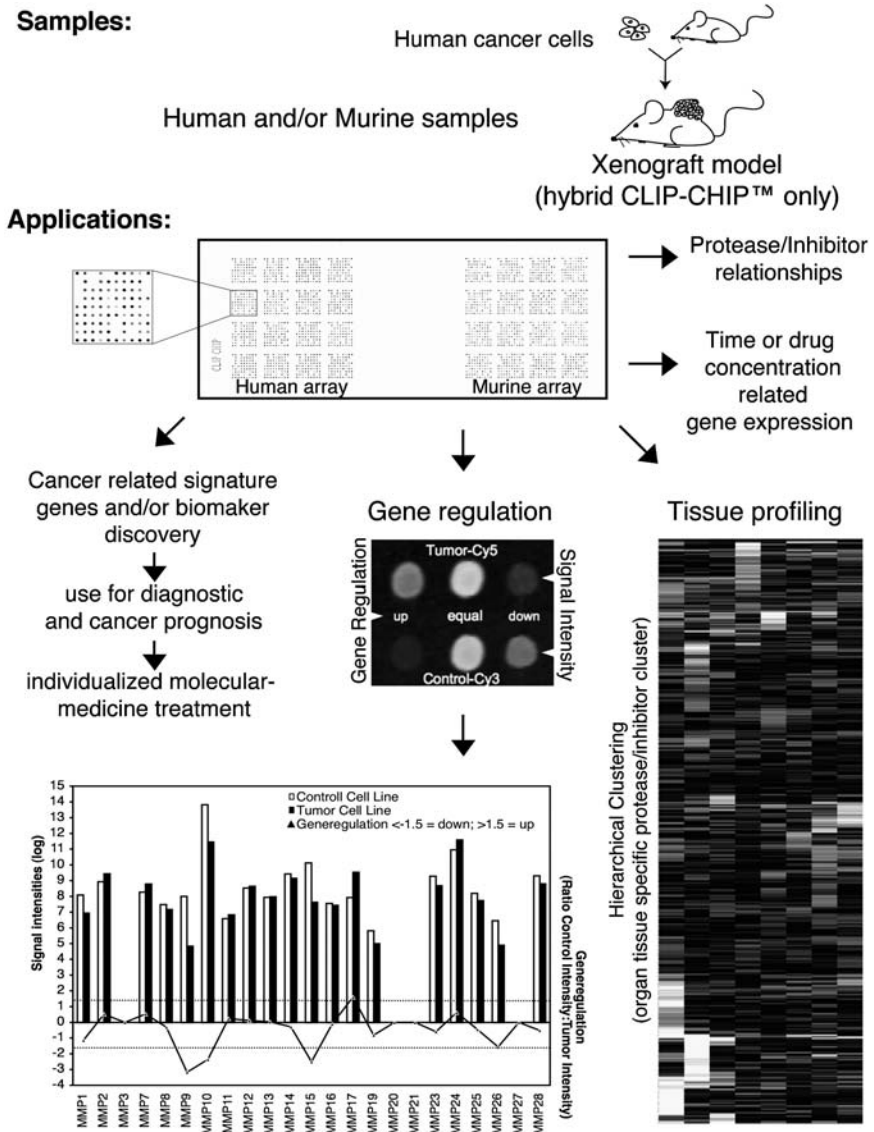 Samples:
Human cancer cells
Human and/or Murine samples
Xenograft model
(hybrid CLIP-CHIP™ only)
Applications:
CLIP CHIP
Human array
Murine array
Protease/Inhibitor
relationships
Time or drug
concentration
related
gene expression
Cancer related signature
genes and/or biomaker
discovery
use for diagnostic
and cancer prognosis
individualized molecular-
medicine treatment
Gene regulation
Tumor-Cy5
Gene Regulation
up equal down
Signal Intensity
Control-Cy3
Tissue profiling
Hierarchical Clustering
(organ tissue specific protease/inhibitor cluster)
Signal intensities (log)
15
14
13
12
11
10
9
8
7
6
5
4
3
2
1
0
-1
-2
-3
-4
Controll Cell Line
Tumor Cell Line
Generegulation <-1.5 = down; >1.5 = up
Generegulation
(Ratio Control Intensity:Tumor Intensity)
MMP1
MMP2
MMP3
MMP7
MMP8
MMP9
MMP10
MMP11
MMP12
MMP13
MMP14
MMP15
MMP16
MMP17
MMP19
MMP20
MMP21
MMP23
MMP24
MMP25
MMP26
MMP27
MMP28